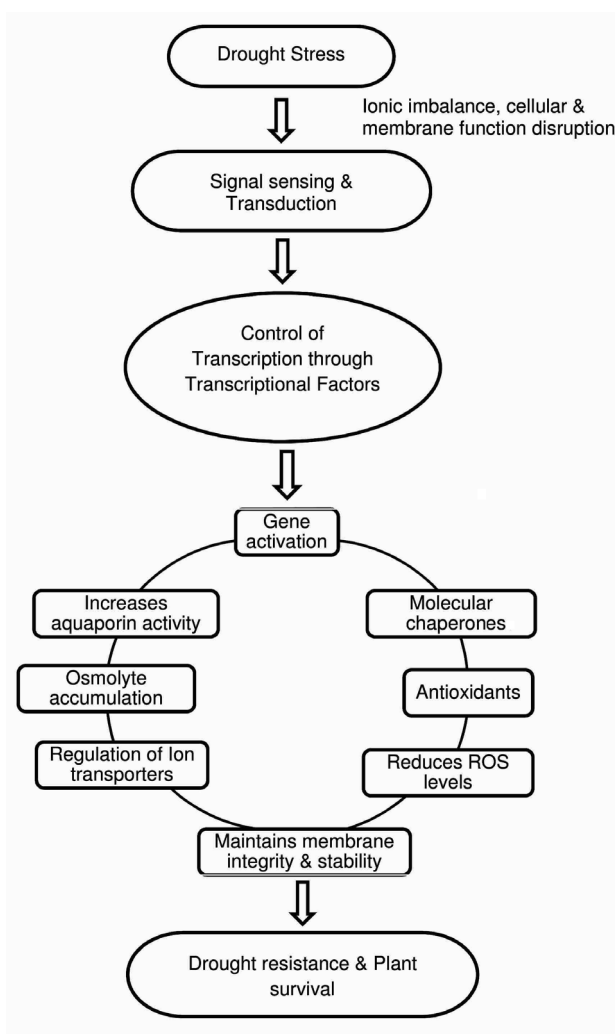 Drought Stress
Ionic imbalance, cellular &
membrane function disruption
Signal sensing &
Transduction
Control of
Transcription through
Transcriptional Factors
Gene
activation
Increases
aquaporin activity
Molecular
chaperones
Osmolyte
accumulation
Antioxidants
Regulation of Ion
transporters
Reduces ROS
levels
Maintains membrane
integrity & stability
Drought resistance & Plant
survival